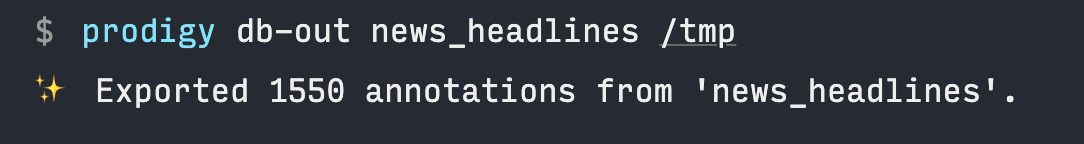 $ prodigy db-out news_headlines /tmp
✨ Exported 1550 annotations from 'news_headlines'.